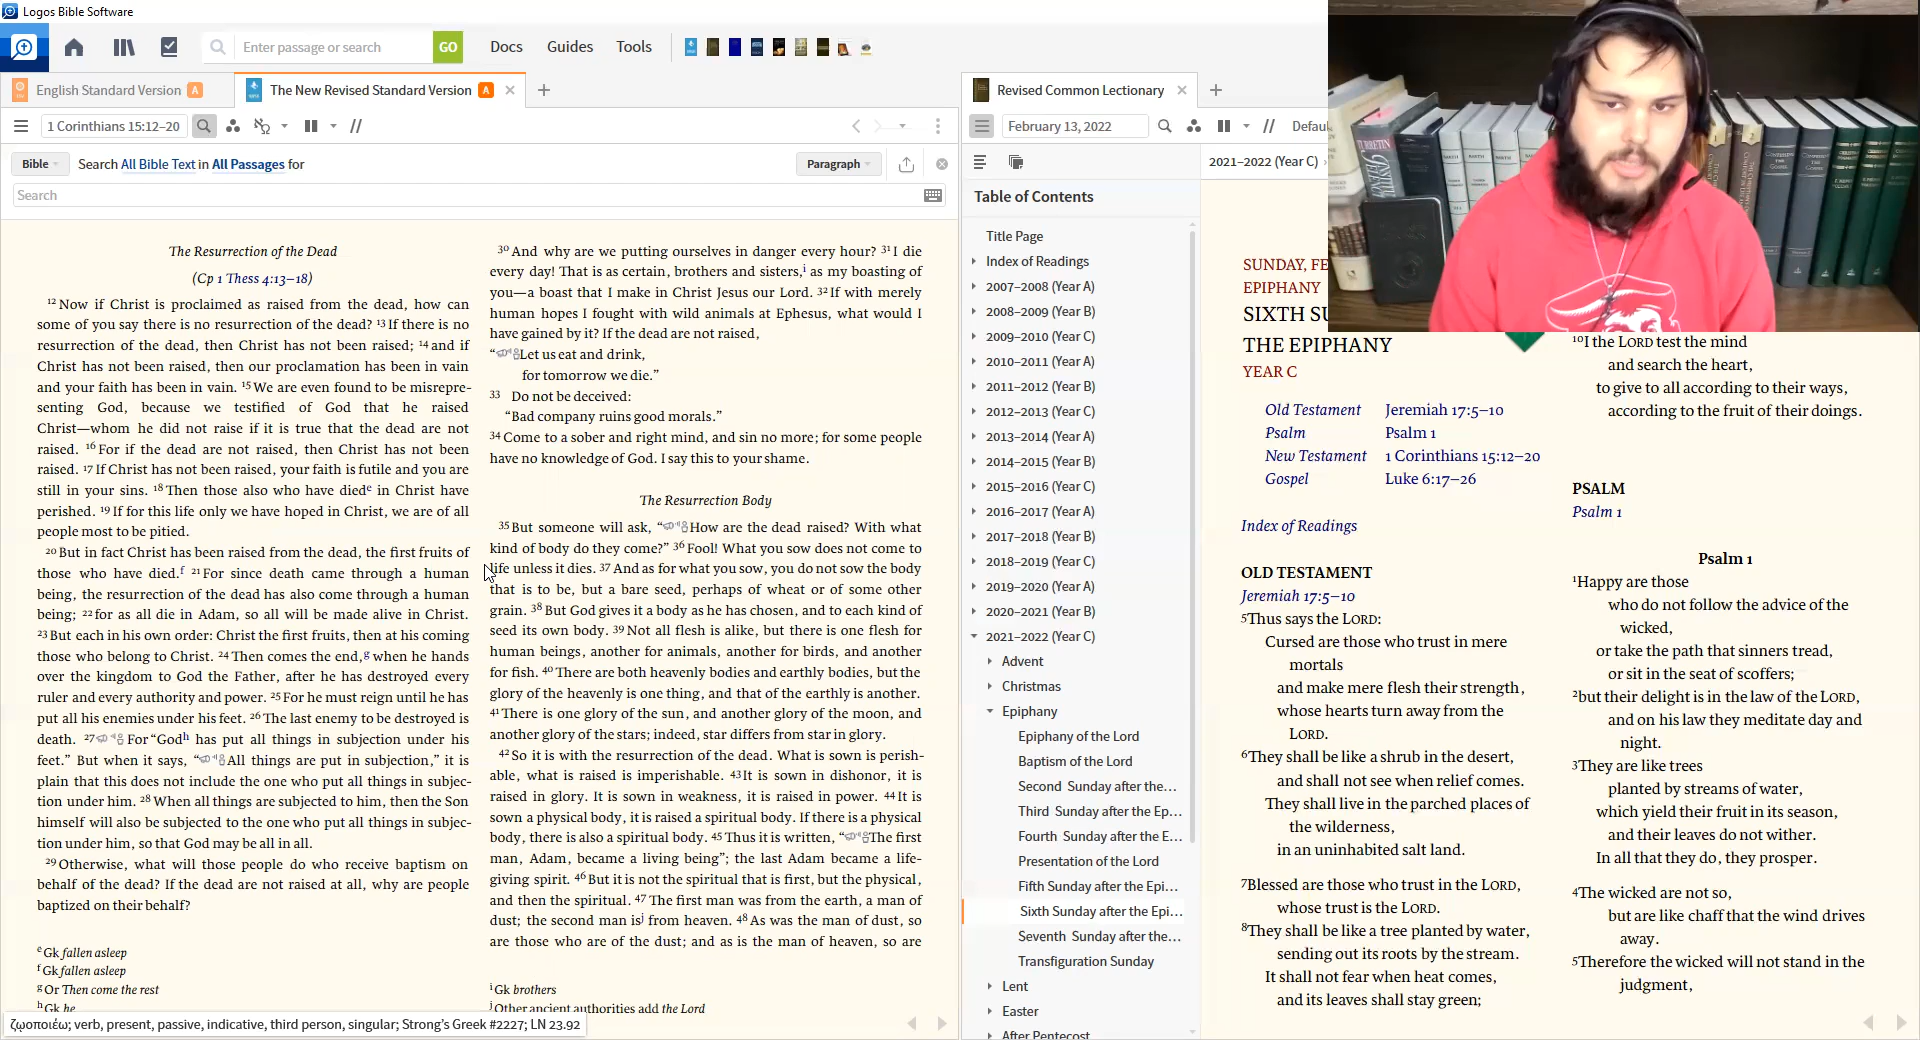 Logos Bible Software
Enter passage or search
GO
Docs
Guides
Tools
English Standard Version A
The New Revised Standard Version A
1 Corinthians 15:12–20
Bible
Search All Bible Text in All Passages for
Paragraph
Search
The Resurrection of the Dead
(Cp 1 Thess 4:13–18)
12 Now if Christ is proclaimed as raised from the dead, how can
some of you say there is no resurrection of the dead? 13 If there is no
resurrection of the dead, then Christ has not been raised; 14 and if
Christ has not been raised, then our proclamation has been in vain
and your faith has been in vain. 15 We are even found to be misrepre-
senting God, because we testified of God that he raised
Christ—whom he did not raise if it is true that the dead are not
raised. 16 For if the dead are not raised, then Christ has not been
raised. 17 If Christ has not been raised, your faith is futile and you are
still in your sins. 18 Then those also who have died e in Christ have
perished. 19 If for this life only we have hoped in Christ, we are of all
people most to be pitied.
20 But in fact Christ has been raised from the dead, the first fruits of
those who have died. f 21 For since death came through a human
being, the resurrection of the dead has also come through a human
being; 22 for as all die in Adam, so all will be made alive in Christ.
23 But each in his own order: Christ the first fruits, then at his coming
those who belong to Christ. 24 Then comes the end, g when he hands
over the kingdom to God the Father, after he has destroyed every
ruler and every authority and power. 25 For he must reign until he has
put all his enemies under his feet. 26 The last enemy to be destroyed is
death. 27 For “God h has put all things in subjection under his
feet.” But when it says, “All things are put in subjection,” it is
plain that this does not include the one who put all things in subjec-
tion under him. 28 When all things are subjected to him, then the Son
himself will also be subjected to the one who put all things in subjec-
tion under him, so that God may be all in all.
29 Otherwise, what will those people do who receive baptism on
behalf of the dead? If the dead are not raised at all, why are people
baptized on their behalf?
e Gk fallen asleep
f Gk fallen asleep
g Or Then come the rest
h Gk he
ζῳοποιέω; verb, present, passive, indicative, third person, singular; Strong’s Greek #2227; LN 23.92
30 And why are we putting ourselves in danger every hour? 31 I die
every day! That is as certain, brothers and sisters, i as my boasting of
you—a boast that I make in Christ Jesus our Lord. 32 If with merely
human hopes I fought with wild animals at Ephesus, what would I
have gained by it? If the dead are not raised,
“Let us eat and drink,
for tomorrow we die.”
33 Do not be deceived:
“Bad company ruins good morals.”
34 Come to a sober and right mind, and sin no more; for some people
have no knowledge of God. I say this to your shame.
The Resurrection Body
35 But someone will ask, “How are the dead raised? With what
kind of body do they come?” 36 Fool! What you sow does not come to
life unless it dies. 37 And as for what you sow, you do not sow the body
that is to be, but a bare seed, perhaps of wheat or of some other
grain. 38 But God gives it a body as he has chosen, and to each kind of
seed its own body. 39 Not all flesh is alike, but there is one flesh for
human beings, another for animals, another for birds, and another
for fish. 40 There are both heavenly bodies and earthly bodies, but the
glory of the heavenly is one thing, and that of the earthly is another.
41 There is one glory of the sun, and another glory of the moon, and
another glory of the stars; indeed, star differs from star in glory.
42 So it is with the resurrection of the dead. What is sown is perish-
able, what is raised is imperishable. 43 It is sown in dishonor, it is
raised in glory. It is sown in weakness, it is raised in power. 44 It is
sown a physical body, it is raised a spiritual body. If there is a physical
body, there is also a spiritual body. 45 Thus it is written, “The first
man, Adam, became a living being”; the last Adam became a life-
giving spirit. 46 But it is not the spiritual that is first, but the physical,
and then the spiritual. 47 The first man was from the earth, a man of
dust; the second man is j from heaven. 48 As was the man of dust, so
are those who are of the dust; and as is the man of heaven, so are
i Gk brothers
j Other ancient authorities add the Lord
Revised Common Lectionary
February 13, 2022
2021–2022 (Year C)
Table of Contents
Title Page
Index of Readings
2007–2008 (Year A)
2008–2009 (Year B)
2009–2010 (Year C)
2010–2011 (Year A)
2011–2012 (Year B)
2012–2013 (Year C)
2013–2014 (Year A)
2014–2015 (Year B)
2015–2016 (Year C)
2016–2017 (Year A)
2017–2018 (Year B)
2018–2019 (Year C)
2019–2020 (Year A)
2020–2021 (Year B)
2021–2022 (Year C)
Advent
Christmas
Epiphany
Epiphany of the Lord
Baptism of the Lord
Second Sunday after the...
Third Sunday after the Ep...
Fourth Sunday after the E...
Presentation of the Lord
Fifth Sunday after the Epi...
Sixth Sunday after the Epi...
Seventh Sunday after the...
Transfiguration Sunday
Lent
Easter
After Pentecost
SUNDAY, FE
EPIPHANY
SIXTH SU
THE EPIPHANY
YEAR C
Old Testament Jeremiah 17:5–10
Psalm Psalm 1
New Testament 1 Corinthians 15:12–20
Gospel Luke 6:17–26
Index of Readings
OLD TESTAMENT
Jeremiah 17:5–10
5 Thus says the LORD:
Cursed are those who trust in mere
mortals
and make mere flesh their strength,
whose hearts turn away from the
LORD.
6 They shall be like a shrub in the desert,
and shall not see when relief comes.
They shall live in the parched places of
the wilderness,
in an uninhabited salt land.
7 Blessed are those who trust in the LORD,
whose trust is the LORD.
8 They shall be like a tree planted by water,
sending out its roots by the stream.
It shall not fear when heat comes,
and its leaves shall stay green;
10 I the LORD test the mind
and search the heart,
to give to all according to their ways,
according to the fruit of their doings.
PSALM
Psalm 1
Psalm 1
1 Happy are those
who do not follow the advice of the
wicked,
or take the path that sinners tread,
or sit in the seat of scoffers;
2 but their delight is in the law of the LORD,
and on his law they meditate day and
night.
3 They are like trees
planted by streams of water,
which yield their fruit in its season,
and their leaves do not wither.
In all that they do, they prosper.
4 The wicked are not so,
but are like chaff that the wind drives
away.
5 Therefore the wicked will not stand in the
judgment,